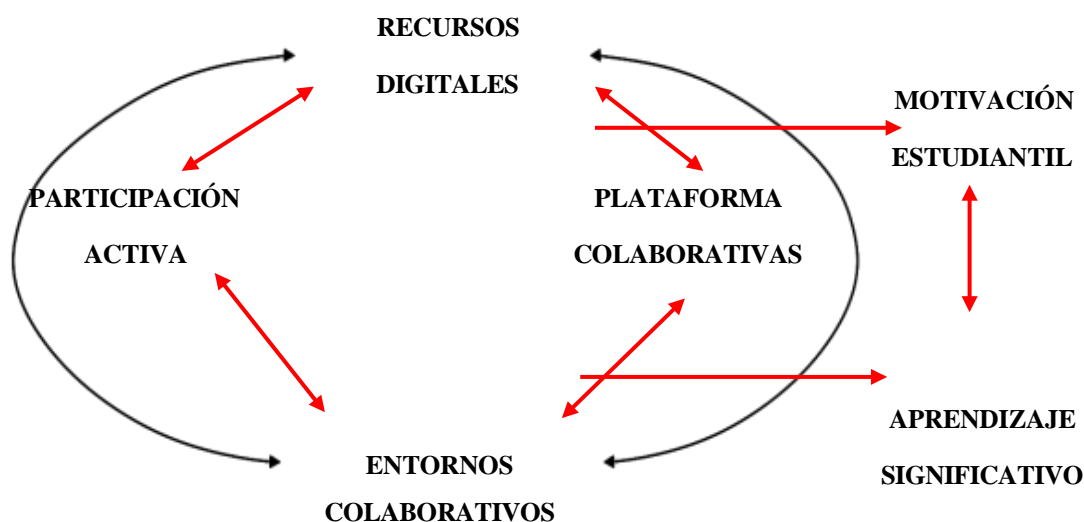 RECURSOS
DIGITALES
MOTIVACIÓN
ESTUDIANTIL
PARTICIPACIÓN
ACTIVA
PLATAFORMA
COLABORATIVAS
APRENDIZAJE
SIGNIFICATIVO
ENTORNOS
COLABORATIVOS